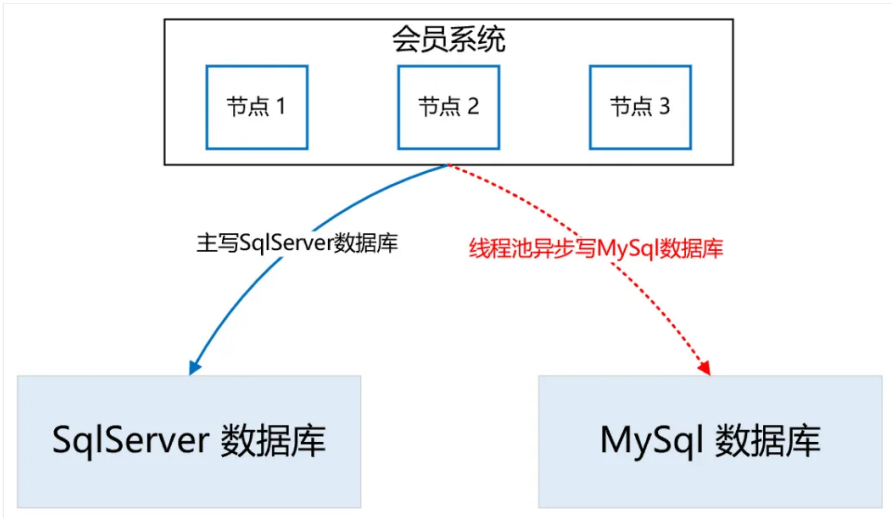 会员系统
节点 1
节点 2
节点 3
主写SqlServer数据库
线程池异步写MySql数据库
SqlServer 数据库
MySql 数据库